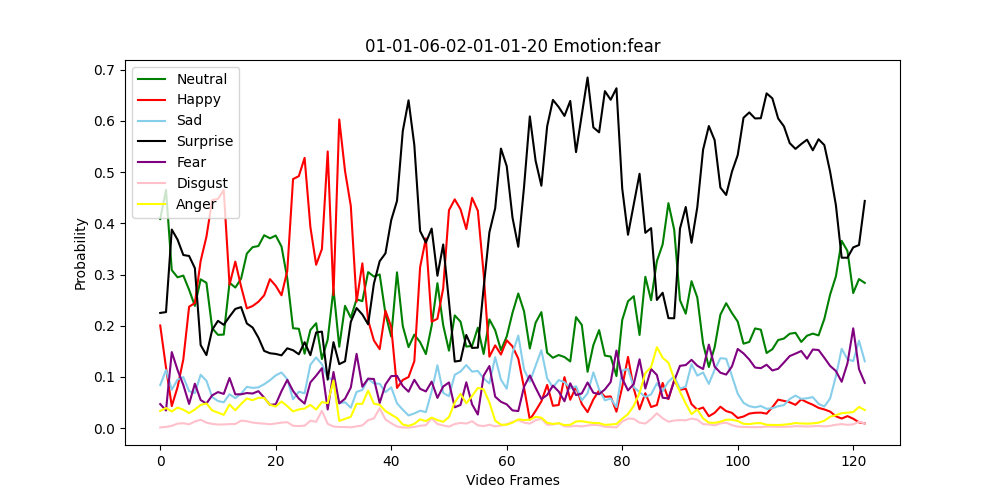 01-01-06-02-01-01-20 Emotion:fear
0.7
0.6
0.5
0.4
0.3
0.2
0.1
0.0
Probability
Neutral
Happy
Sad
Surprise
Fear
Disgust
Anger
0 20 40 60 80 100 120
Video Frames